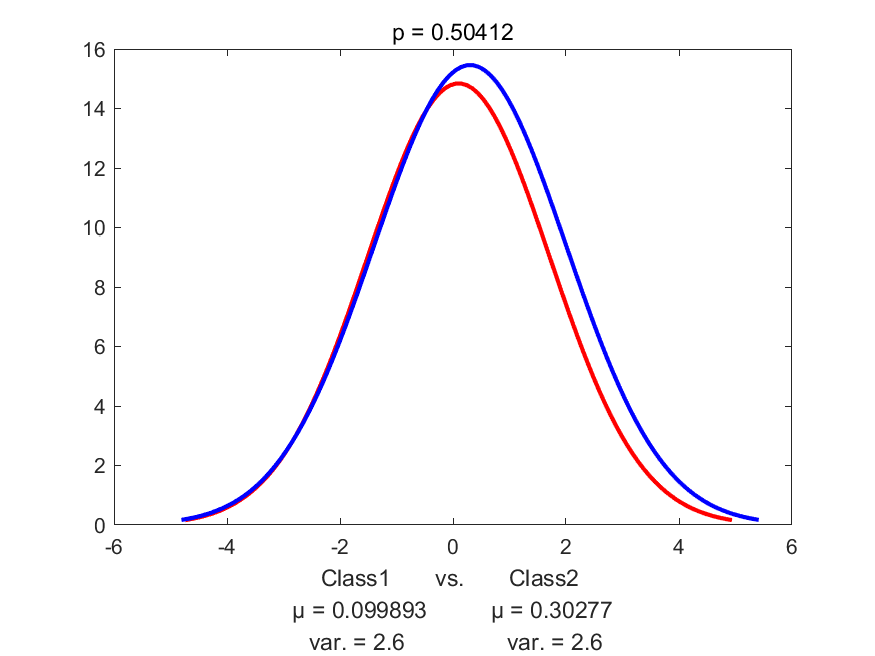 p = 0.50412
16
14
12
10
8
6
4
2
0
-6 -4 -2 0 2 4 6
Class1 vs. Class2
μ = 0.099893 μ = 0.30277
var. = 2.6 var. = 2.6